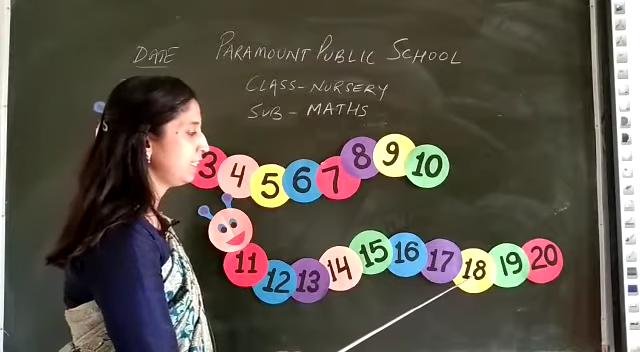 DATE PARAMOUNT PUBLIC SCHOOL
CLASS-NURSERY
SUB - MATHS
3 4 5 6 7 8 9 10
11 12 13 14 15 16 17 18 19 20